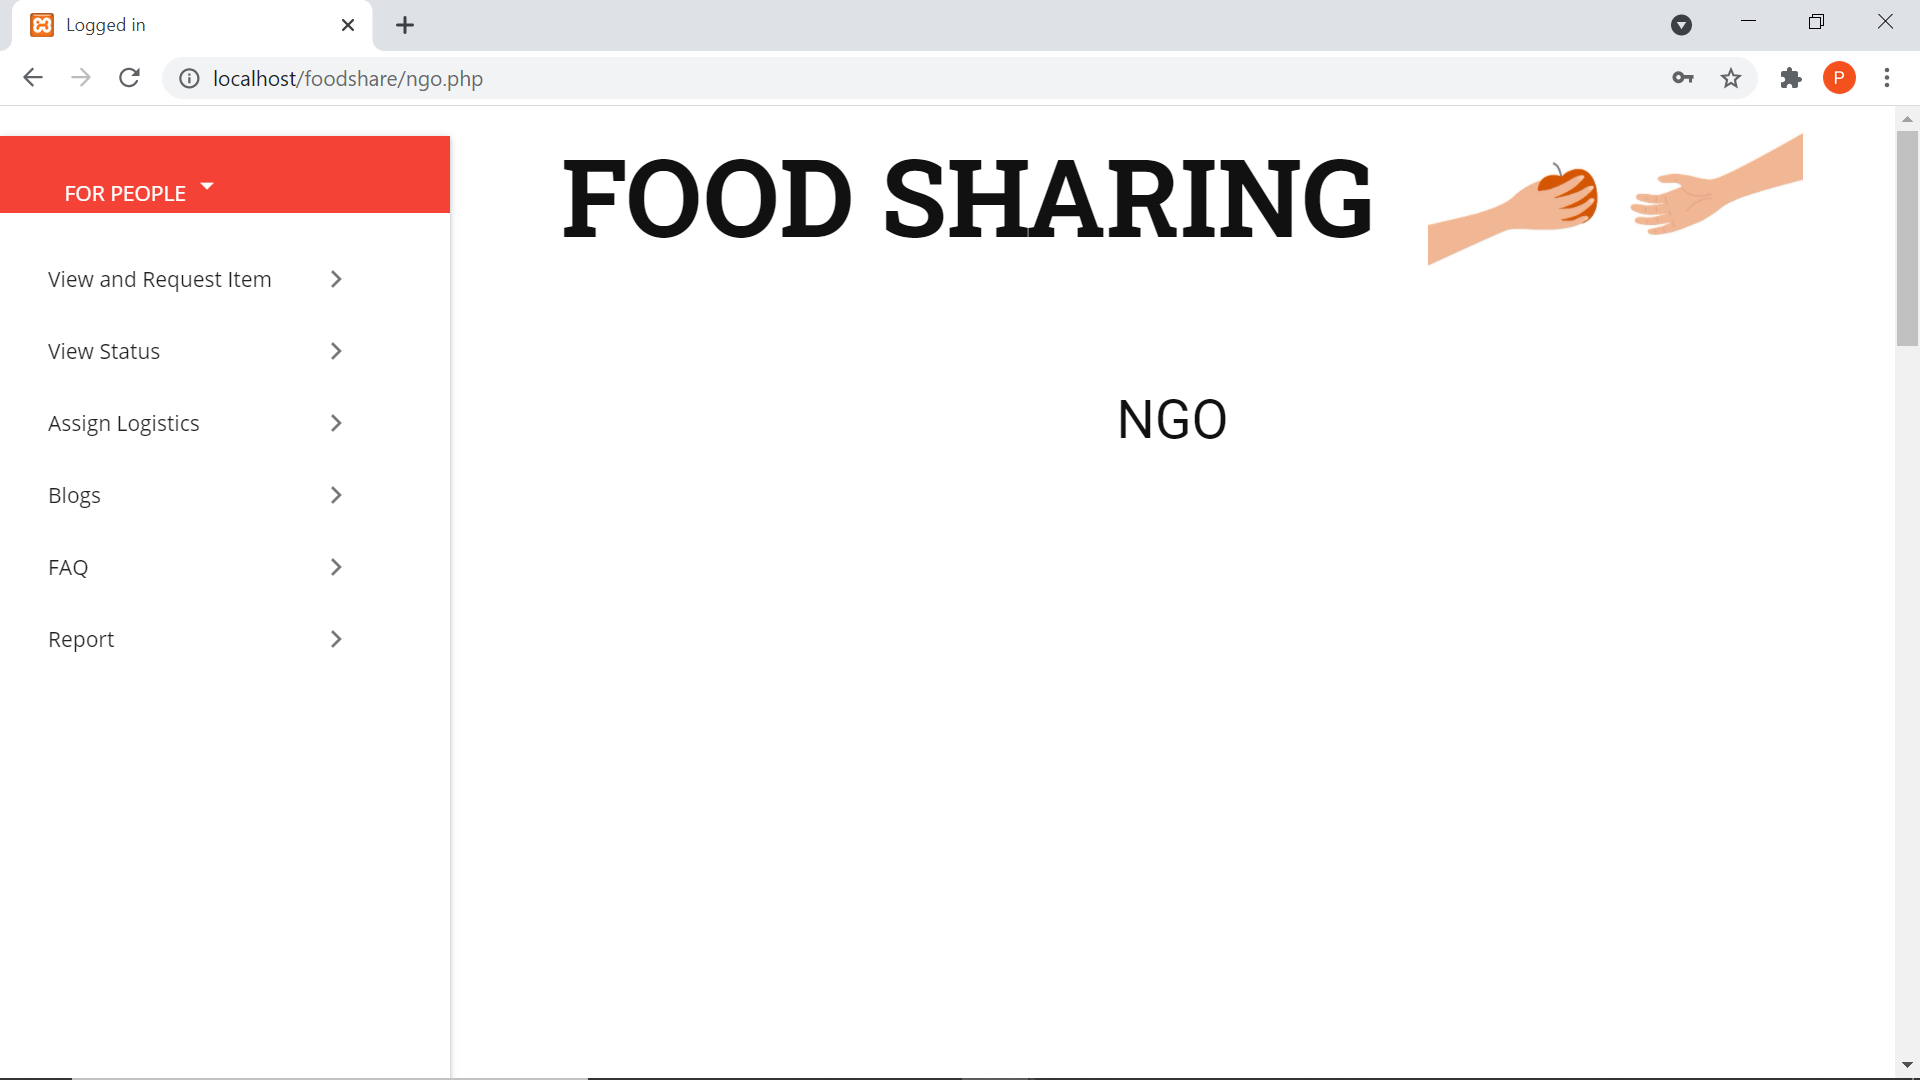 Logged in
localhost/foodshare/ngo.php
P
FOR PEOPLE
FOOD SHARING
View and Request Item
View Status
NGO
Assign Logistics
Blogs
FAQ
Report